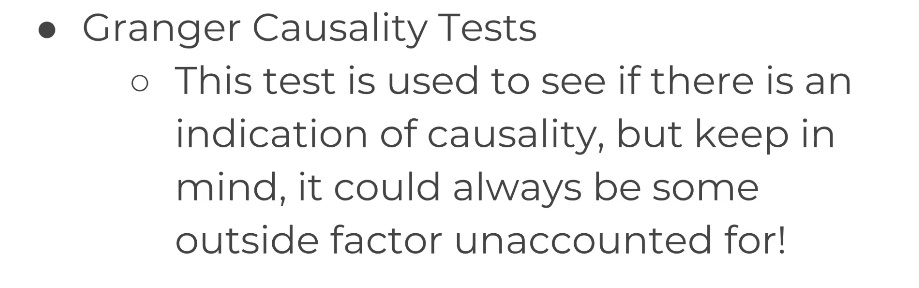 ● Granger Causality Tests
○ This test is used to see if there is an
indication of causality, but keep in
mind, it could always be some
outside factor unaccounted for!